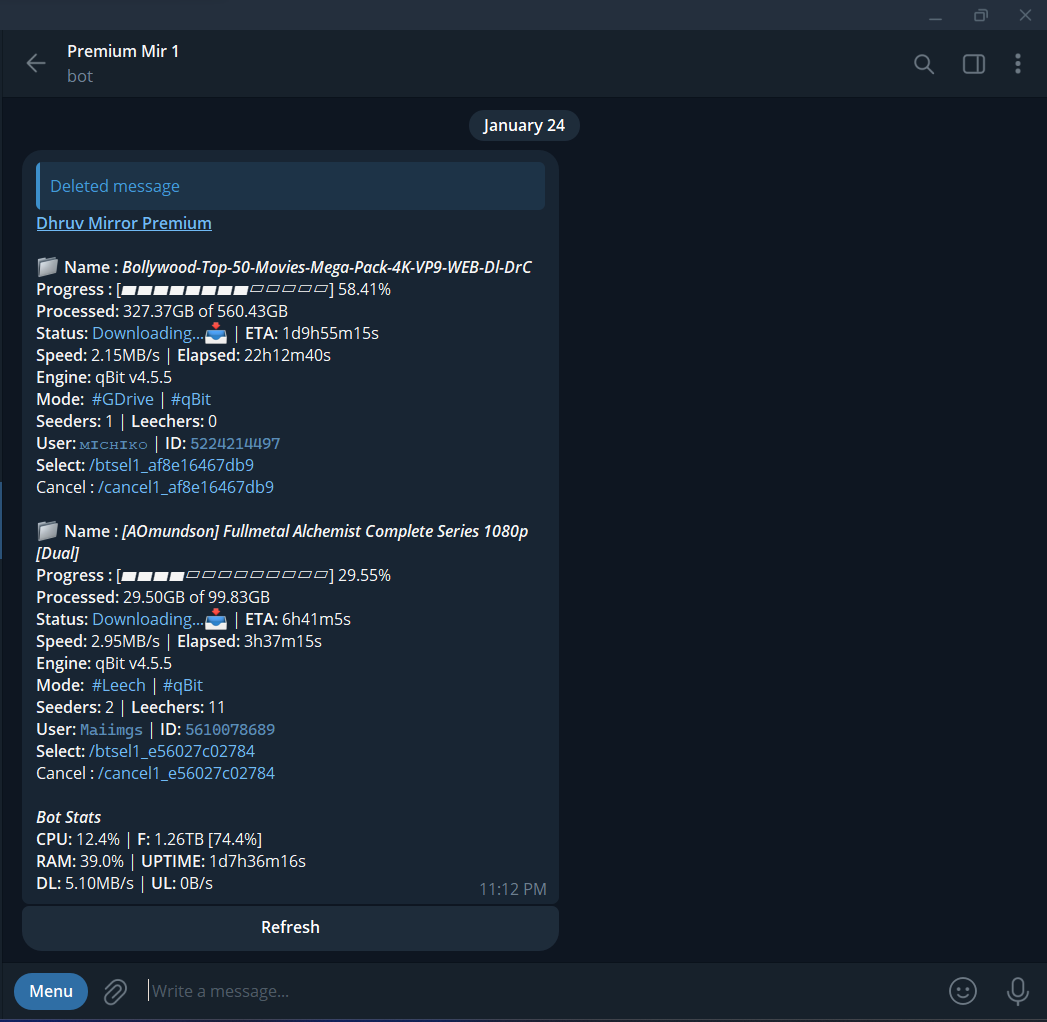 Premium Mir 1
bot
January 24
Deleted message
Dhruv Mirror Premium
Name : Bollywood-Top-50-Movies-Mega-Pack-4K-VP9-WEB-Dl-DrC
Progress : [▰▰▰▰▰▰▰▰▱▱▱▱▱] 58.41%
Processed: 327.37GB of 560.43GB
Status: Downloading...📥 | ETA: 1d9h55m15s
Speed: 2.15MB/s | Elapsed: 22h12m40s
Engine: qBit v4.5.5
Mode: #GDrive | #qBit
Seeders: 1 | Leechers: 0
User: ᴍɪᴄʜɪᴋᴏ | ID: 5224214497
Select: /btsel1_af8e16467db9
Cancel : /cancel1_af8e16467db9
Name : [AOmundson] Fullmetal Alchemist Complete Series 1080p
[Dual]
Progress : [▰▰▰▰▱▱▱▱▱▱▱▱▱] 29.55%
Processed: 29.50GB of 99.83GB
Status: Downloading...📥 | ETA: 6h41m5s
Speed: 2.95MB/s | Elapsed: 3h37m15s
Engine: qBit v4.5.5
Mode: #Leech | #qBit
Seeders: 2 | Leechers: 11
User: Maiimgs | ID: 5610078689
Select: /btsel1_e56027c02784
Cancel : /cancel1_e56027c02784
Bot Stats
CPU: 12.4% | F: 1.26TB [74.4%]
RAM: 39.0% | UPTIME: 1d7h36m16s
DL: 5.10MB/s | UL: 0B/s
11:12 PM
Refresh
Menu
Write a message...